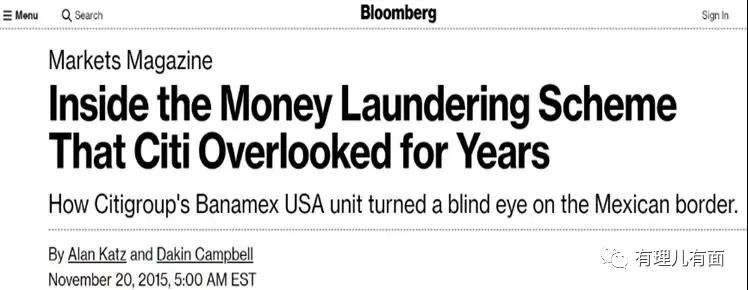 Menu Search Bloomberg Sign In
Markets Magazine
Inside the Money Laundering Scheme
That Citi Overlooked for Years
How Citigroup's Banamex USA unit turned a blind eye on the Mexican border.
By Alan Katz and Dakin Campbell
November 20, 2015, 5:00 AM EST
有理儿有面